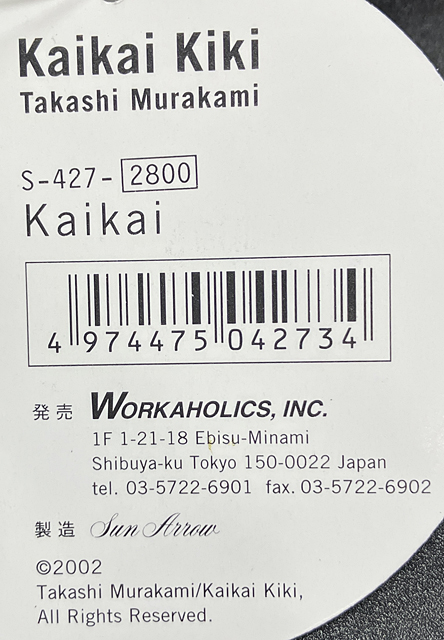 Kaikai Kiki
Takashi Murakami
S-427-2800
Kaikai
4 974475 042734
発売 WORKAHOLICS, INC.
1F 1-21-18 Ebisu-Minami
Shibuya-ku Tokyo 150-0022 Japan
tel. 03-5722-6901 fax. 03-5722-6902
製造 Sun Arrow
©2002
Takashi Murakami/Kaikai Kiki,
All Rights Reserved.